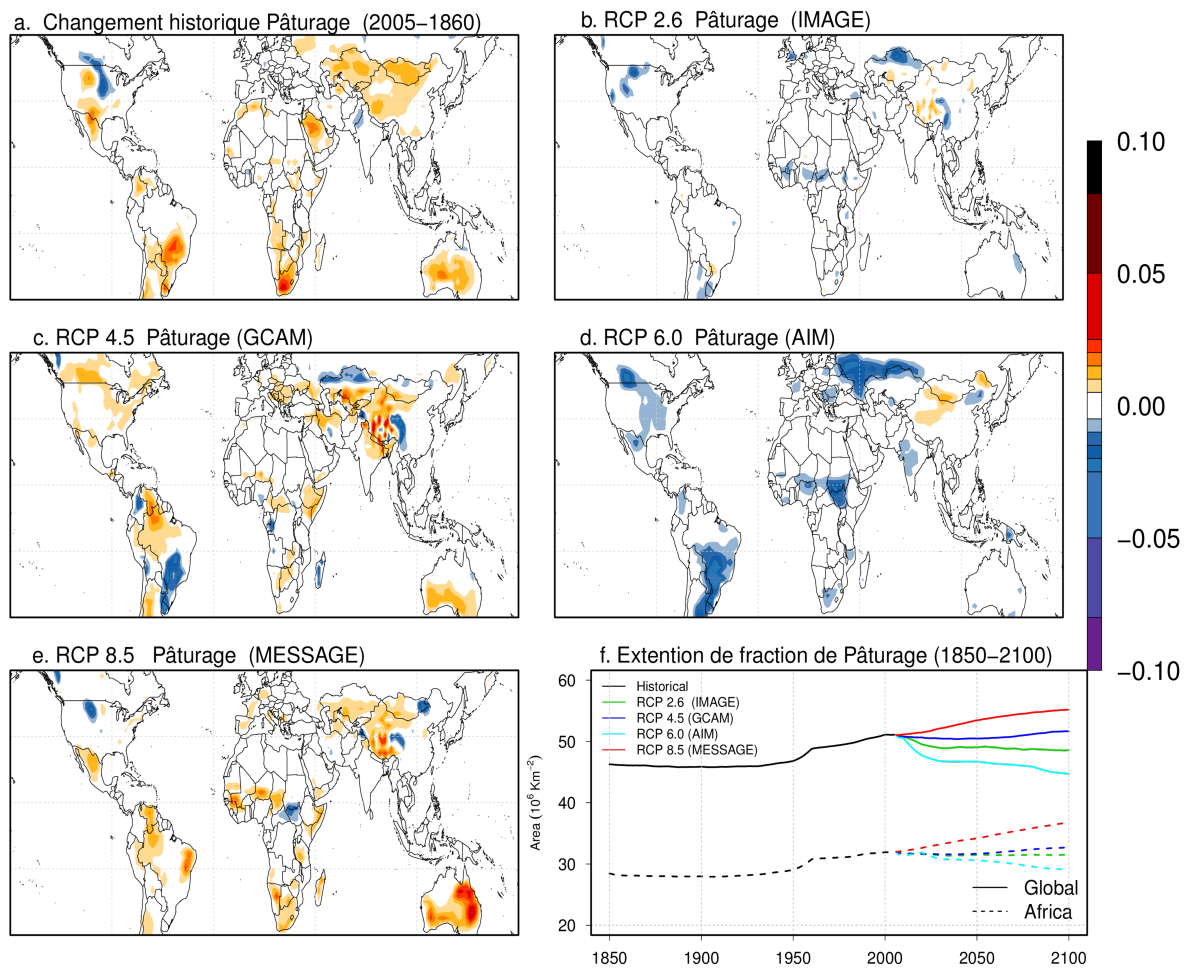 a. Changement historique Pâturage (2005−1860)
b. RCP 2.6 Pâturage (IMAGE)
c. RCP 4.5 Pâturage (GCAM)
d. RCP 6.0 Pâturage (AIM)
0.10
0.05
0.00
−0.05
−0.10
e. RCP 8.5 Pâturage (MESSAGE)
f. Extention de fraction de Pâturage (1850−2100)
Historical
RCP 2.6 (IMAGE)
RCP 4.5 (GCAM)
RCP 6.0 (AIM)
RCP 8.5 (MESSAGE)
Global
Africa
Area (10⁶ Km⁻²)
60
50
40
30
20
1850
1900
1950
2000
2050
2100